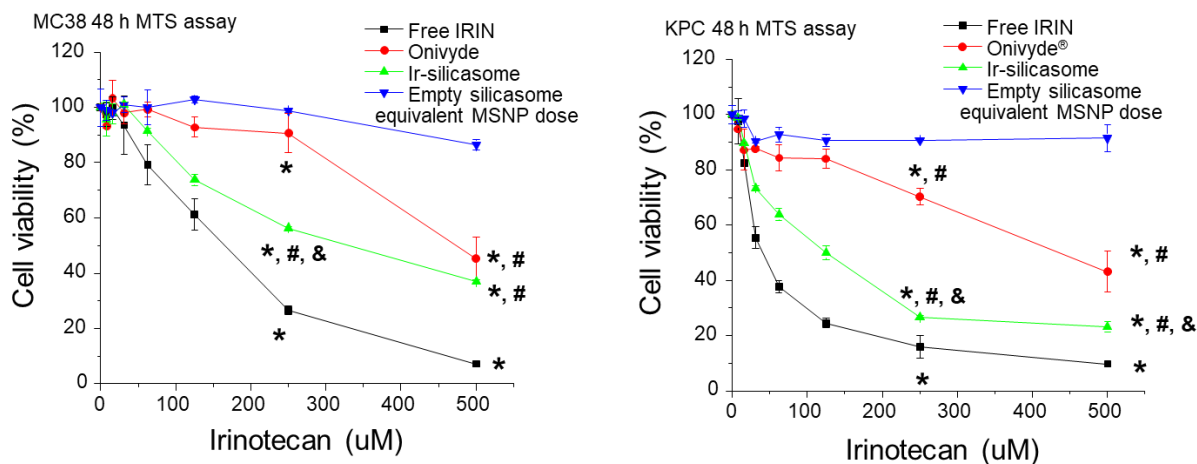 MC38 48 h MTS assay
Free IRIN
Onivyde
Ir-silicasome
Empty silicasome
equivalent MSNP dose
120
100
80
60
40
20
0
Cell viability (%)
*
*, #, &
*
*, #
*, #
*
0 100 200 300 400 500
Irinotecan (uM)
KPC 48 h MTS assay
Free IRIN
Onivyde®
Ir-silicasome
Empty silicasome
equivalent MSNP dose
120
100
80
60
40
20
0
Cell viability (%)
*, #
*, #, &
*
*, #
*, #, &
*
0 100 200 300 400 500
Irinotecan (uM)